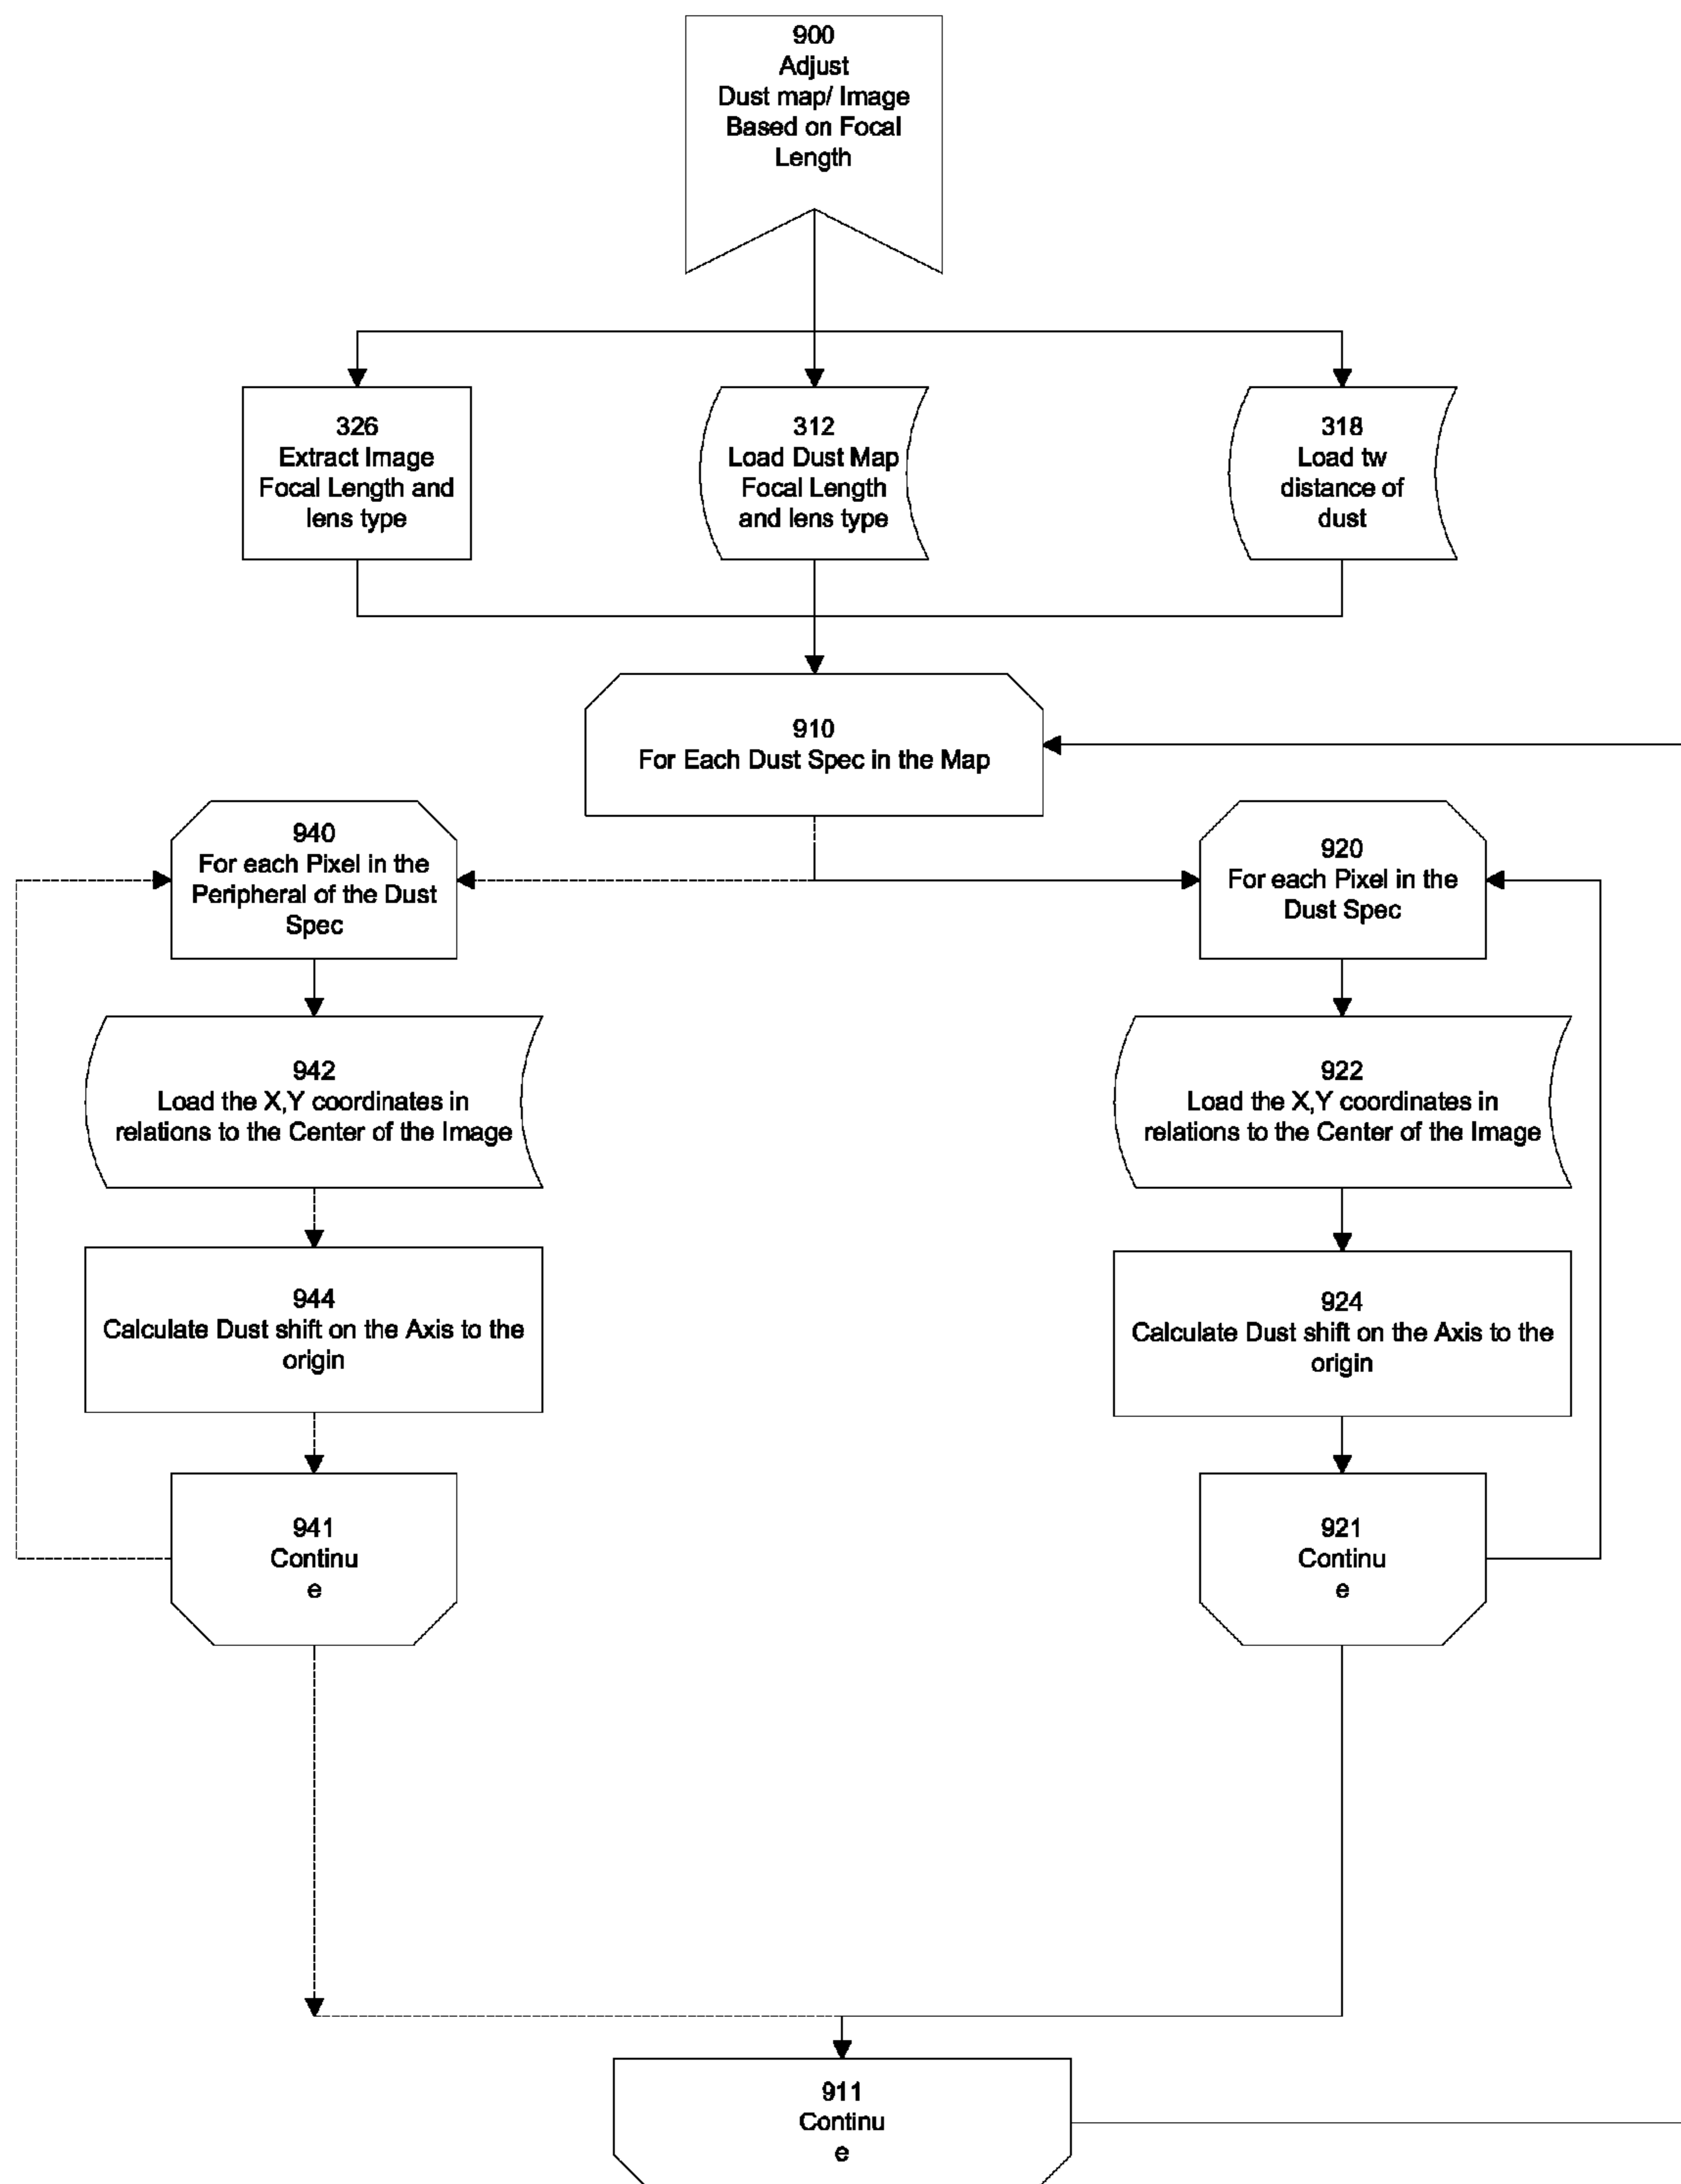 900
Adjust
Dust map/ Image
Based on Focal
Length
326
Extract Image
Focal Length and
lens type
312
Load Dust Map
Focal Length
and lens type
318
Load tw
distance of
dust
910
For Each Dust Spec in the Map
940
For each Pixel in the
Peripheral of the Dust
Spec
920
For each Pixel in the
Dust Spec
942
Load the X,Y coordinates in
relations to the Center of the Image
922
Load the X,Y coordinates in
relations to the Center of the Image
944
Calculate Dust shift on the Axis to the
origin
924
Calculate Dust shift on the Axis to the
origin
941
Continu
e
921
Continu
e
911
Continu
e